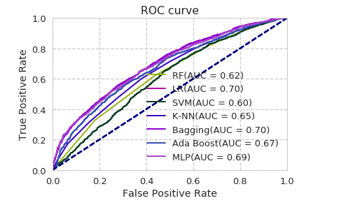 ROC curve
True Positive Rate
1.0
0.8
0.6
0.4
0.2
0.0
RF(AUC = 0.62)
LR(AUC = 0.70)
SVM(AUC = 0.60)
K-NN(AUC = 0.65)
Bagging(AUC = 0.70)
Ada Boost(AUC = 0.67)
MLP(AUC = 0.69)
0.0 0.2 0.4 0.6 0.8 1.0
False Positive Rate